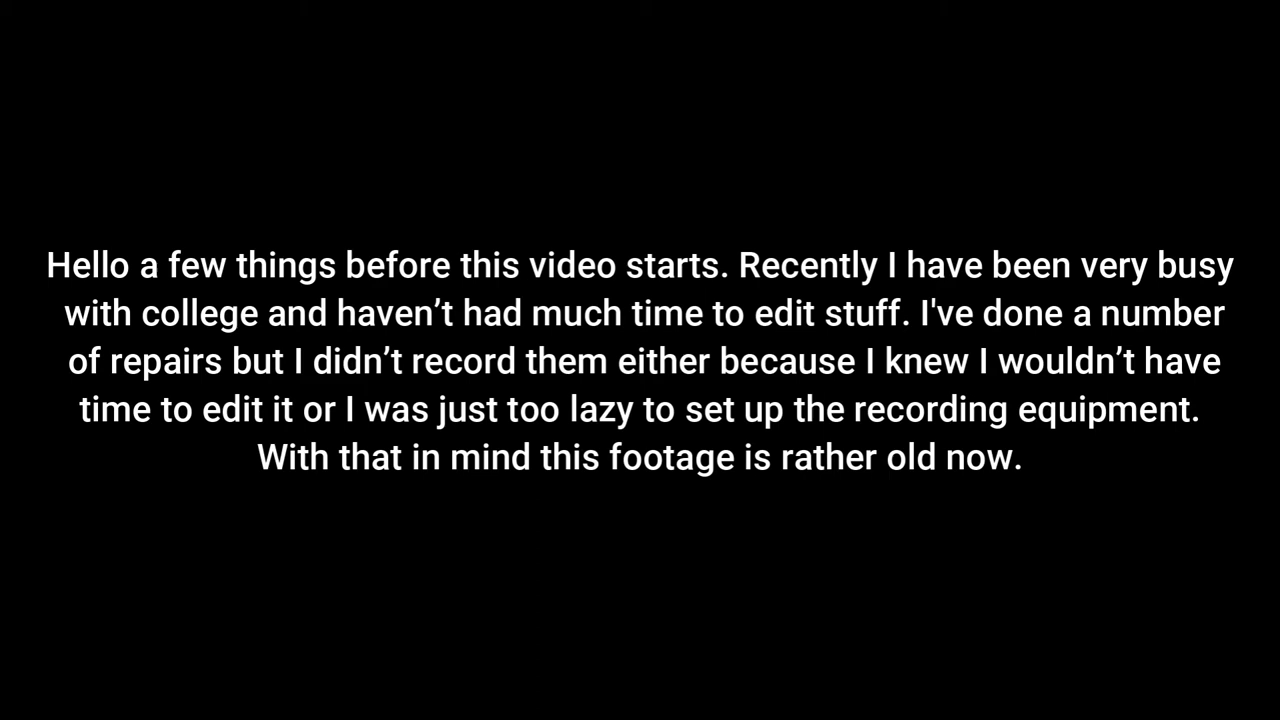 Hello a few things before this video starts. Recently I have been very busy
with college and haven’t had much time to edit stuff. I've done a number
of repairs but I didn’t record them either because I knew I wouldn’t have
time to edit it or I was just too lazy to set up the recording equipment.
With that in mind this footage is rather old now.